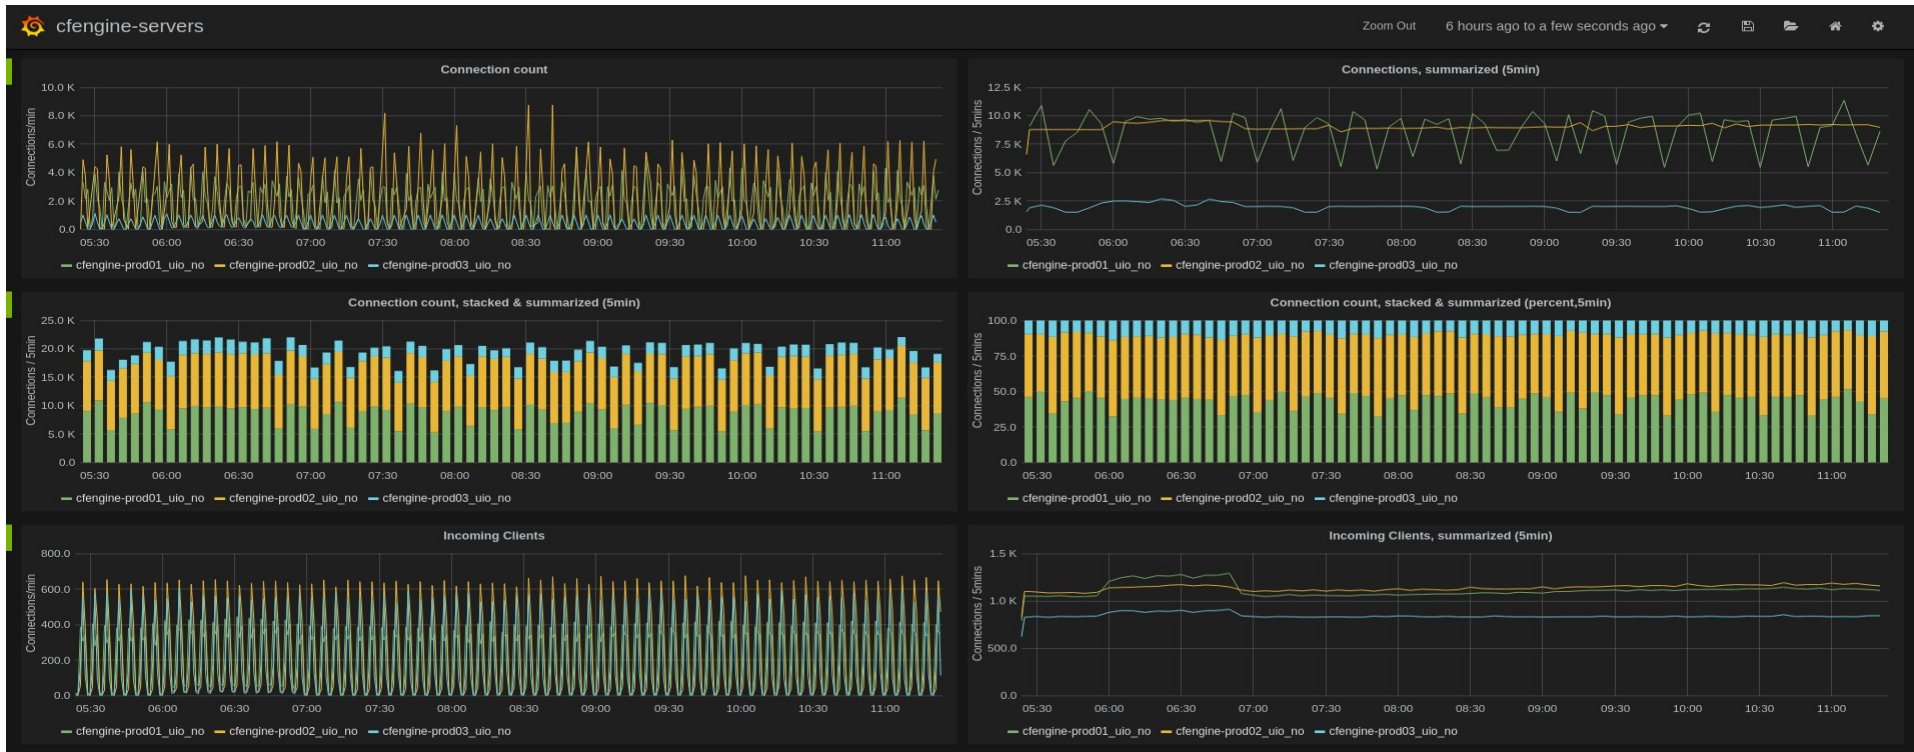 cfengine-servers
Zoom Out 6 hours ago to a few seconds ago
Connection count
Connections/min
10.0 K
8.0 K
6.0 K
4.0 K
2.0 K
0.0
05:30 06:00 06:30 07:00 07:30 08:00 08:30 09:00 09:30 10:00 10:30 11:00
cfengine-prod01_uio_no cfengine-prod02_uio_no cfengine-prod03_uio_no
Connections, summarized (5min)
Connections / 5mins
12.5 K
10.0 K
7.5 K
5.0 K
2.5 K
0.0
05:30 06:00 06:30 07:00 07:30 08:00 08:30 09:00 09:30 10:00 10:30 11:00
cfengine-prod01_uio_no cfengine-prod02_uio_no cfengine-prod03_uio_no
Connection count, stacked & summarized (5min)
Connections / 5min
25.0 K
20.0 K
15.0 K
10.0 K
5.0 K
0.0
05:30 06:00 06:30 07:00 07:30 08:00 08:30 09:00 09:30 10:00 10:30 11:00
cfengine-prod01_uio_no cfengine-prod02_uio_no cfengine-prod03_uio_no
Connection count, stacked & summarized (percent,5min)
Connections / 5mins
100.0
75.0
50.0
25.0
0.0
05:30 06:00 06:30 07:00 07:30 08:00 08:30 09:00 09:30 10:00 10:30 11:00
cfengine-prod01_uio_no cfengine-prod02_uio_no cfengine-prod03_uio_no
Incoming Clients
Connections/min
800.0
600.0
400.0
200.0
0.0
05:30 06:00 06:30 07:00 07:30 08:00 08:30 09:00 09:30 10:00 10:30 11:00
cfengine-prod01_uio_no cfengine-prod02_uio_no cfengine-prod03_uio_no
Incoming Clients, summarized (5min)
Connections / 5mins
1.5 K
1.0 K
500.0
0.0
05:30 06:00 06:30 07:00 07:30 08:00 08:30 09:00 09:30 10:00 10:30 11:00
cfengine-prod01_uio_no cfengine-prod02_uio_no cfengine-prod03_uio_no